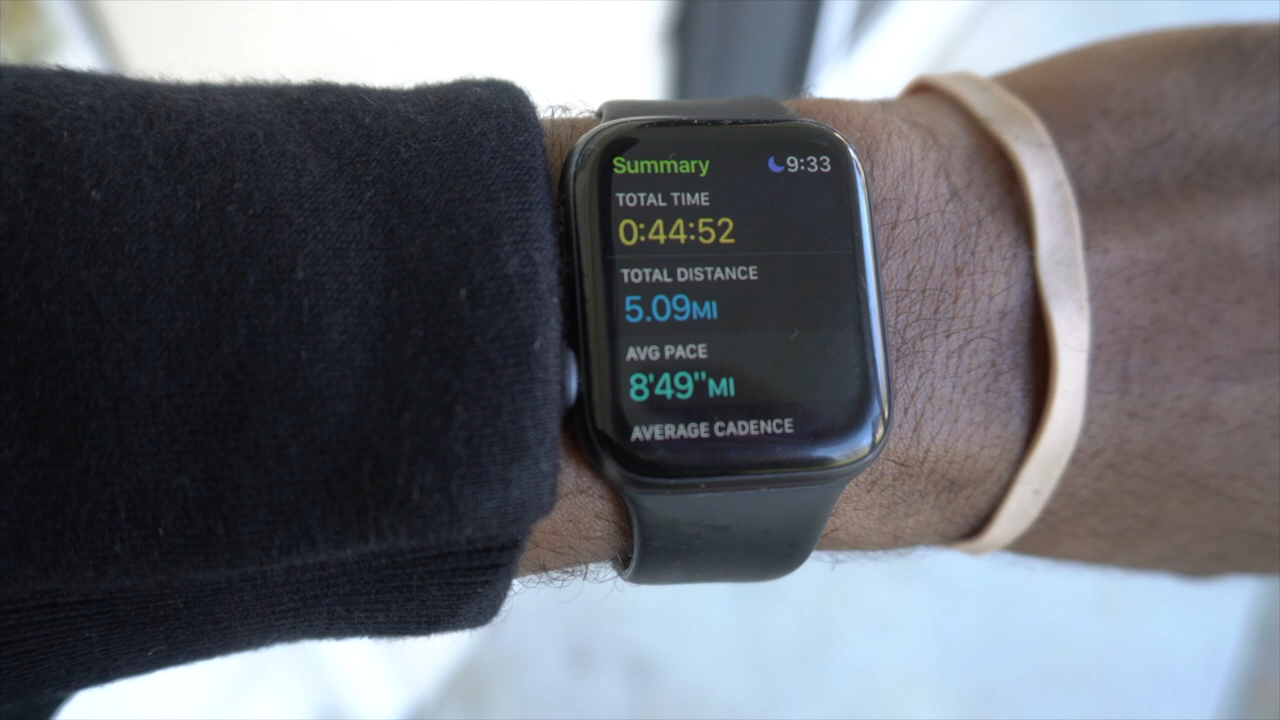 Summary 9:33
TOTAL TIME
0:44:52
TOTAL DISTANCE
5.09MI
AVG PACE
8'49"MI
AVERAGE CADENCE